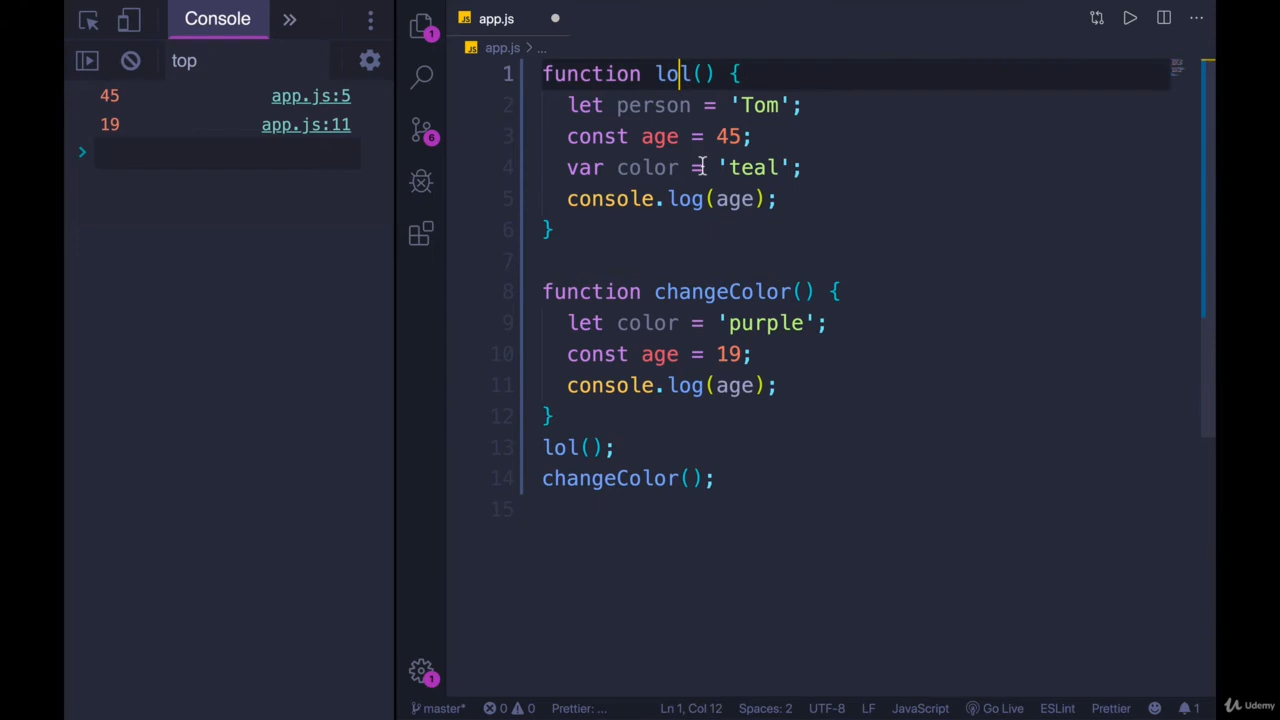 Console
app.js
top
app.js
...
45 app.js:5
19 app.js:11
1 function lol() {
2 let person = 'Tom';
3 const age = 45;
4 var color = 'teal';
5 console.log(age);
6 }
7
8 function changeColor() {
9 let color = 'purple';
10 const age = 19;
11 console.log(age);
12 }
13 lol();
14 changeColor();
15
1
6
1
master*
0
0
Prettier: ...
Ln 1, Col 12
Spaces: 2
UTF-8
LF
JavaScript
Go Live
ESLint
Prettier
1
Udemy